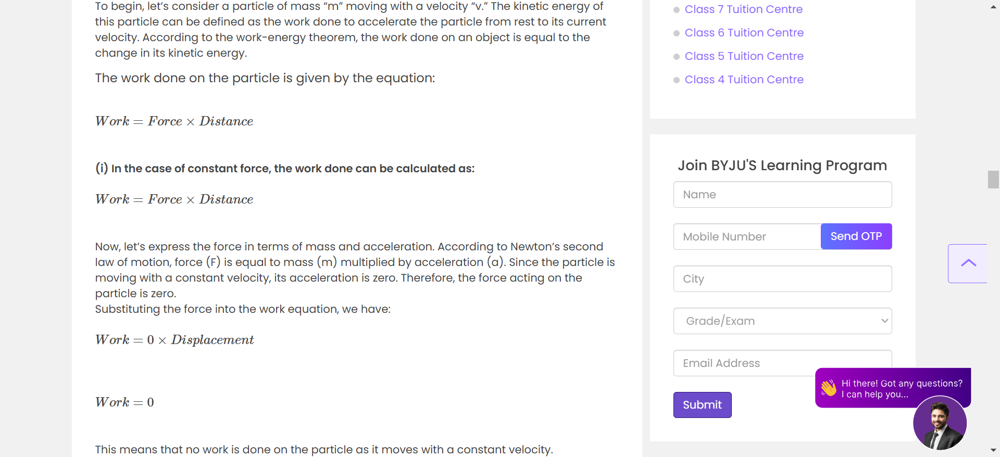 To begin, let’s consider a particle of mass “m” moving with a velocity “v.” The kinetic energy of
this particle can be defined as the work done to accelerate the particle from rest to its current
velocity. According to the work-energy theorem, the work done on an object is equal to the
change in its kinetic energy.
The work done on the particle is given by the equation:
Work = Force × Distance
(i) In the case of constant force, the work done can be calculated as:
Work = Force × Distance
Now, let’s express the force in terms of mass and acceleration. According to Newton’s second
law of motion, force (F) is equal to mass (m) multiplied by acceleration (a). Since the particle is
moving with a constant velocity, its acceleration is zero. Therefore, the force acting on the
particle is zero.
Substituting the force into the work equation, we have:
Work = 0 × Displacement
Work = 0
This means that no work is done on the particle as it moves with a constant velocity.
Class 7 Tuition Centre
Class 6 Tuition Centre
Class 5 Tuition Centre
Class 4 Tuition Centre
Join BYJU'S Learning Program
Name
Mobile Number
Send OTP
City
Grade/Exam
Email Address
Submit
Hi there! Got any questions?
I can help you...